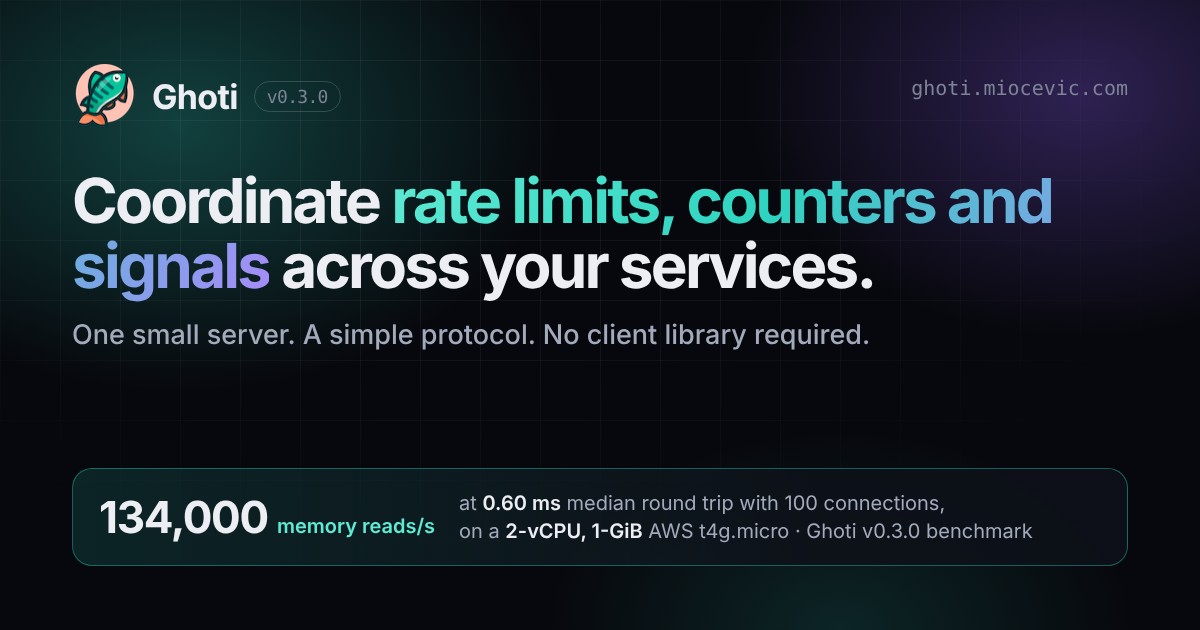 Ghoti v0.3.0
ghoti.miocevic.com
Coordinate rate limits, counters and
signals across your services.
One small server. A simple protocol. No client library required.
134,000 memory reads/s
at 0.60 ms median round trip with 100 connections,
on a 2-vCPU, 1-GiB AWS t4g.micro · Ghoti v0.3.0 benchmark